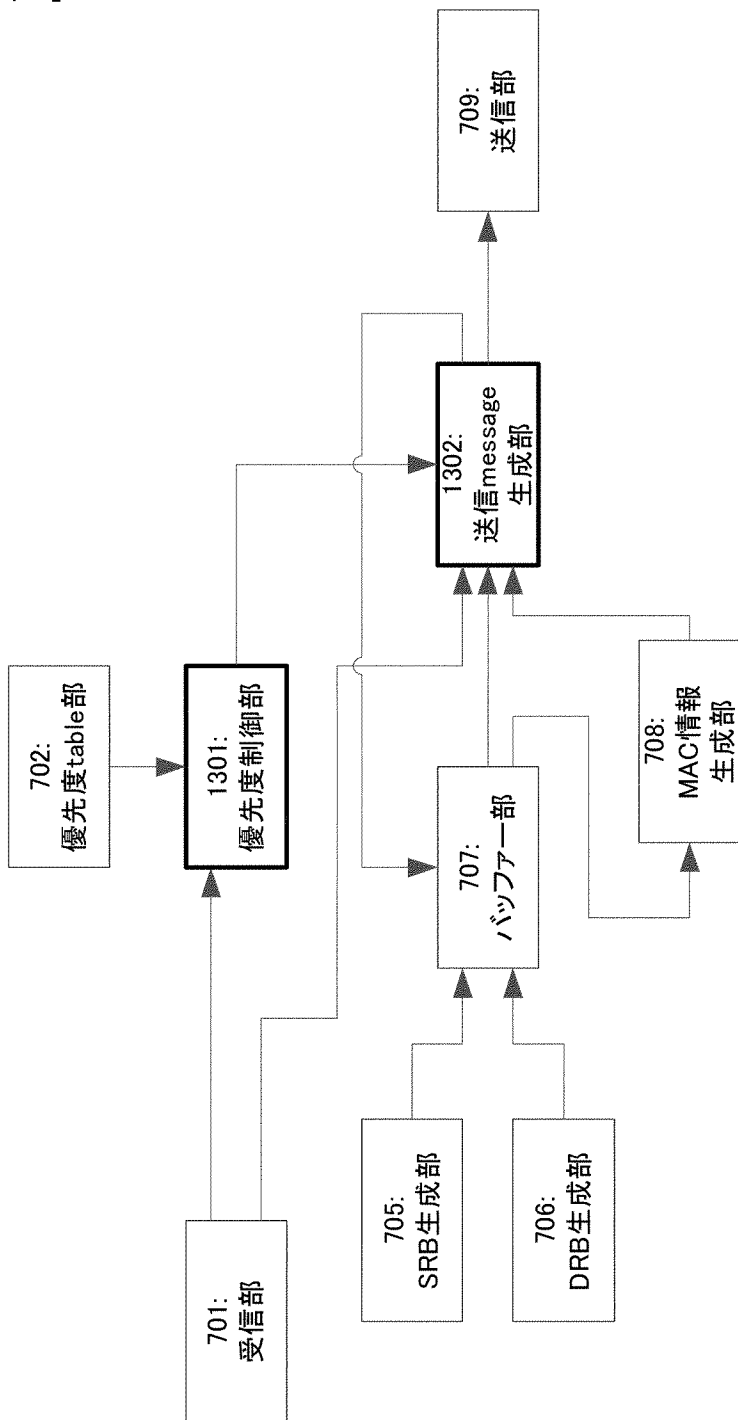 701:
受信部
702:
優先度table部
1301:
優先度制御部
705:
SRB生成部
706:
DRB生成部
707:
バッファー部
708:
MAC情報
生成部
1302:
送信message
生成部
709:
送信部